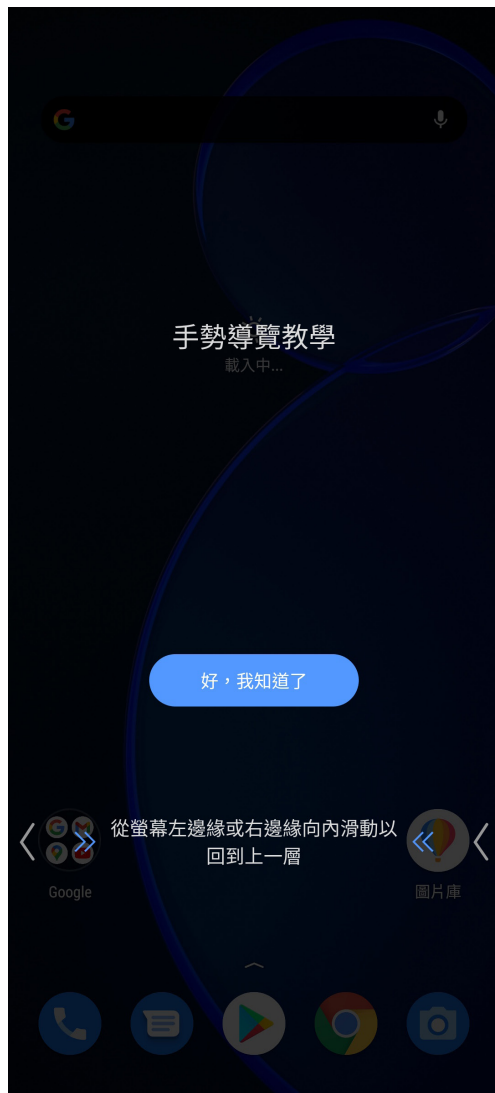 手勢導覽教學
載入中...
好，我知道了
從螢幕左邊緣或右邊緣向內滑動以
回到上一層
Google
圖片庫